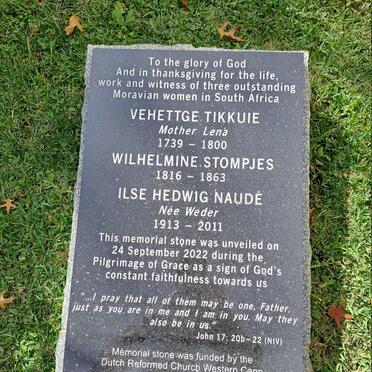 To the glory of God
And in thanksgiving for the life,
work and witness of three outstanding
Moravian women in South Africa
VEHETTGE TIKKUIE
Mother Lena
1739 - 1800
WILHELMINE STOMPJES
1816 - 1863
ILSE HEDWIG NAUDÉ
Née Weder
1913 - 2011
This memorial stone was unveiled on
24 September 2022 during the
Pilgrimage of Grace as a sign of God's
constant faithfulness towards us
"...I pray that all of them may be one, Father,
just as you are in me and I am in you. May they
also be in us."
John 17; 20b-22 (NIV)
Memorial stone was funded by the
Dutch Reformed Church Western Cape